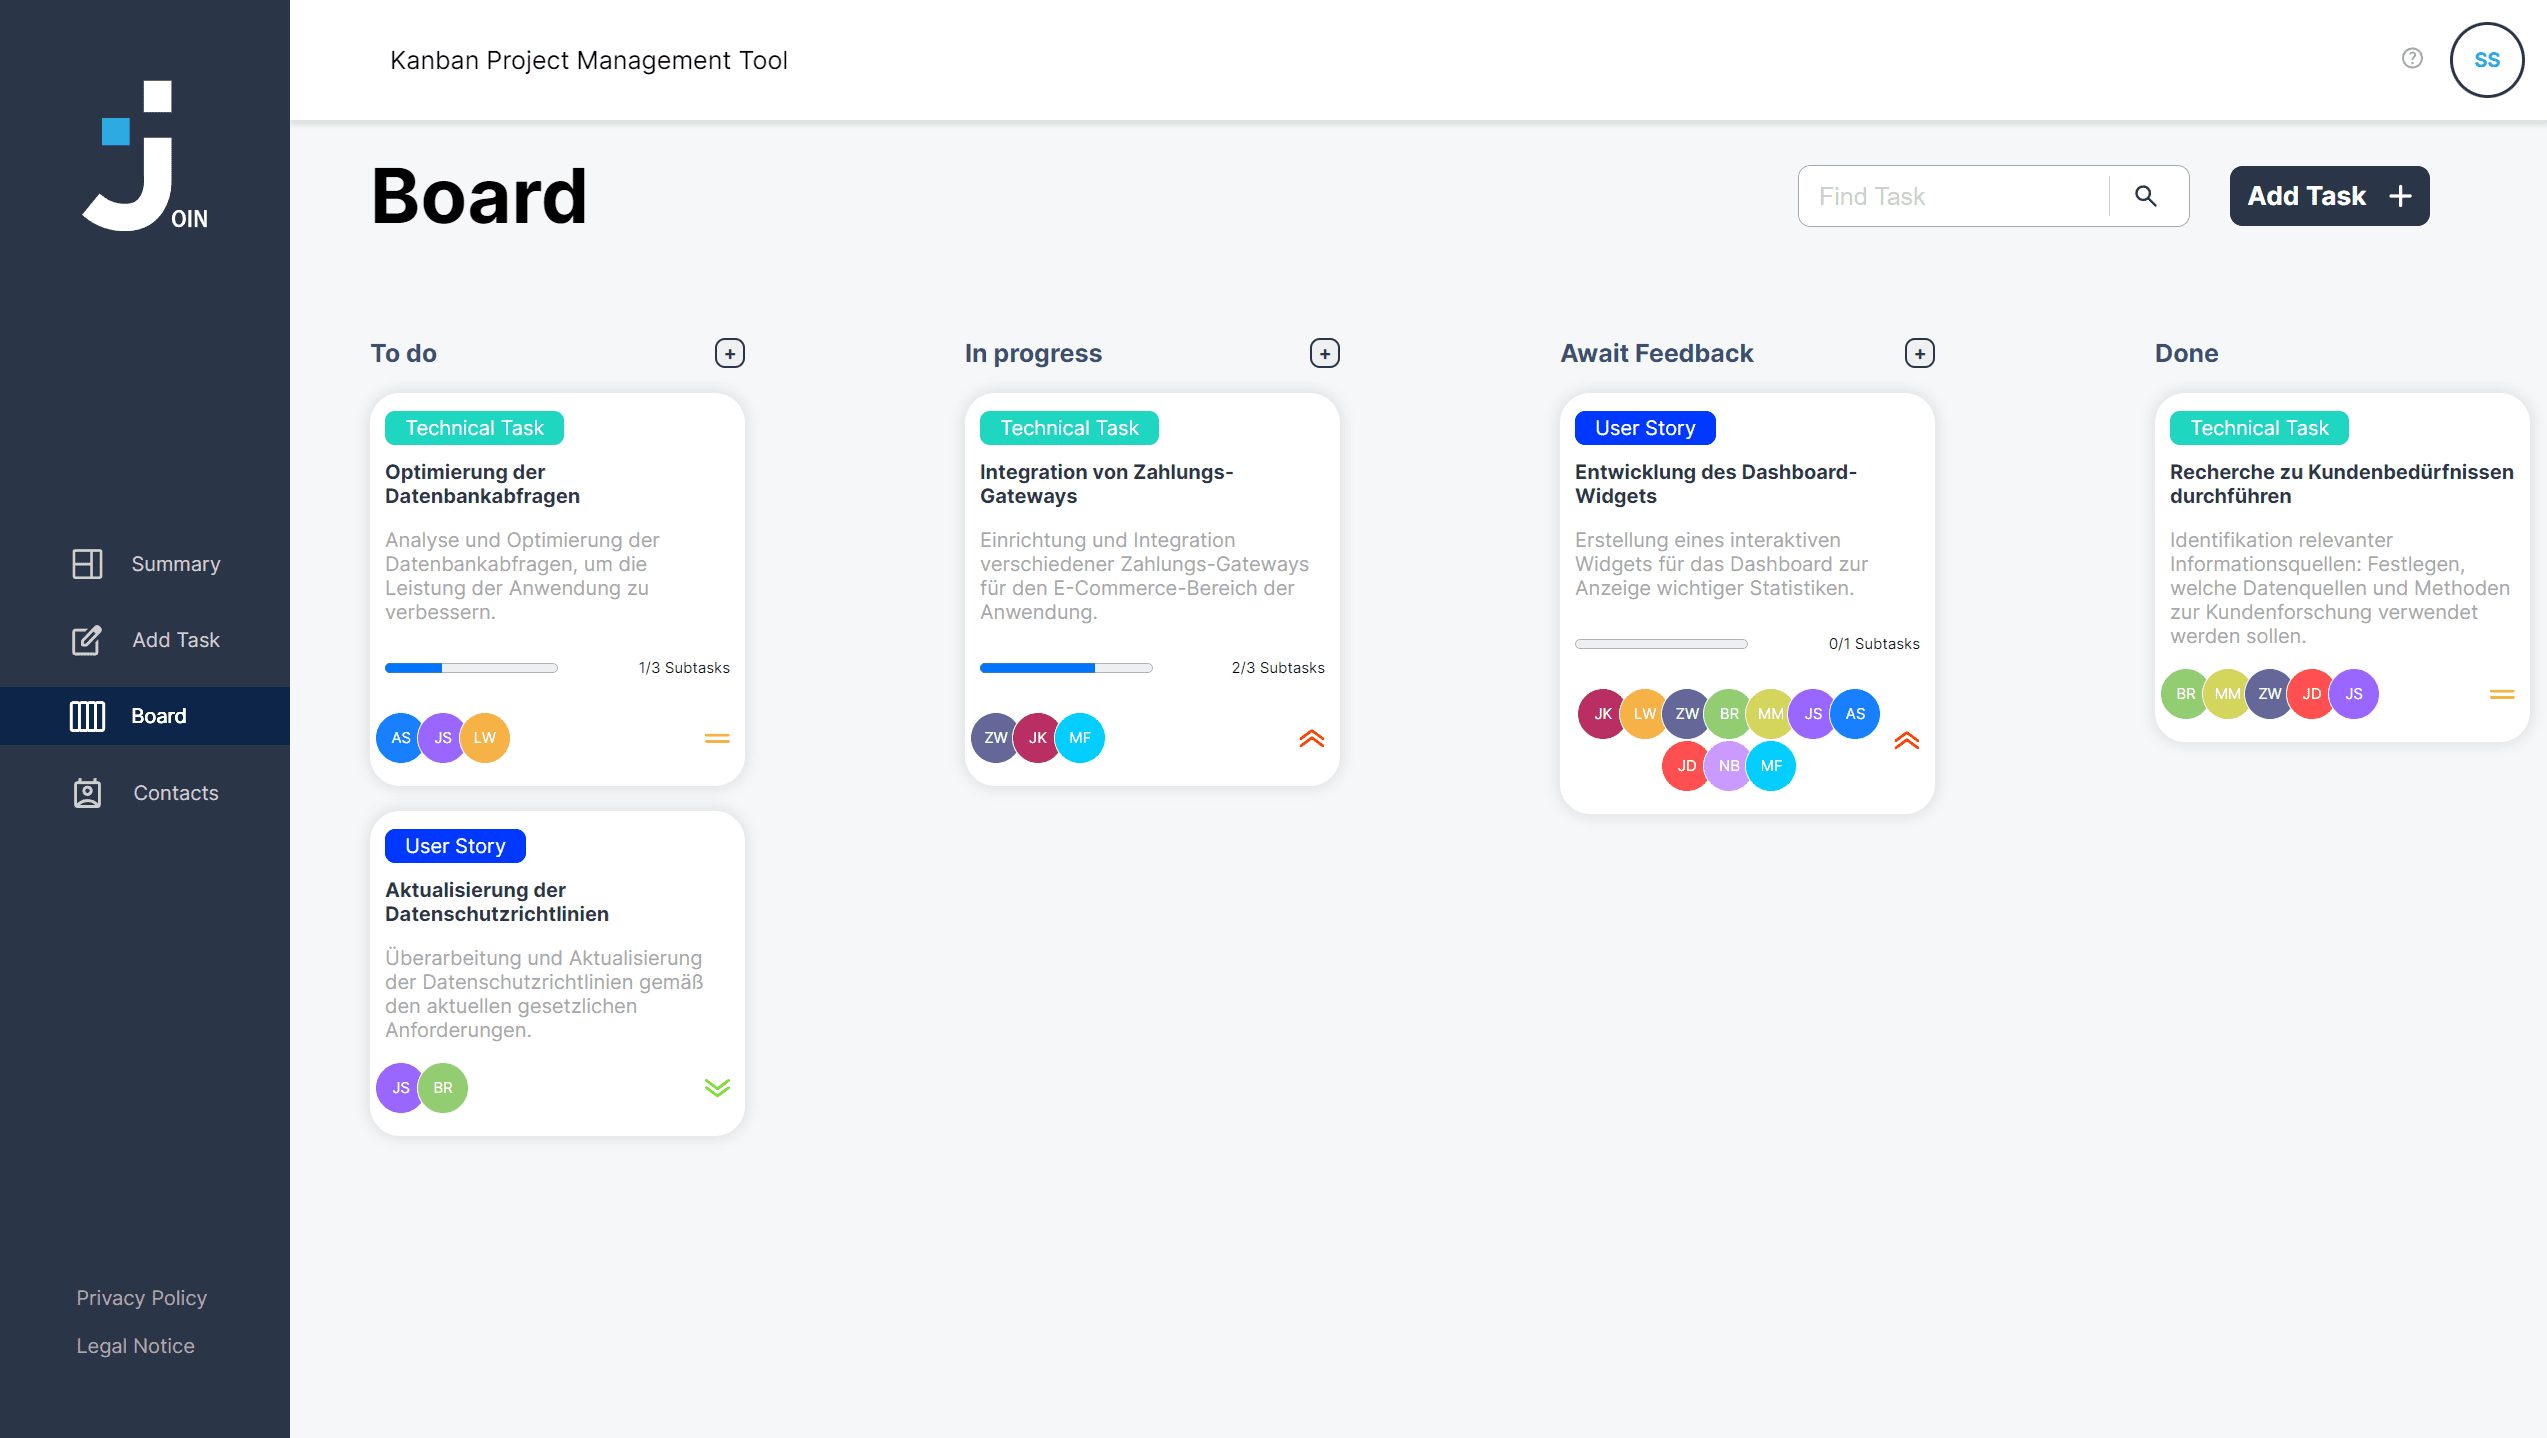 OIN
Summary
Add Task
Board
Contacts
Privacy Policy
Legal Notice
Kanban Project Management Tool
SS
Board
Find Task
Add Task
To do
Technical Task
Optimierung der
Datenbankabfragen
Analyse und Optimierung der
Datenbankabfragen, um die
Leistung der Anwendung zu
verbessern.
1/3 Subtasks
AS JS LW
User Story
Aktualisierung der
Datenschutzrichtlinien
Überarbeitung und Aktualisierung
der Datenschutzrichtlinien gemäß
den aktuellen gesetzlichen
Anforderungen.
JS BR
In progress
Technical Task
Integration von Zahlungs-
Gateways
Einrichtung und Integration
verschiedener Zahlungs-Gateways
für den E-Commerce-Bereich der
Anwendung.
2/3 Subtasks
ZW JK MF
Await Feedback
User Story
Entwicklung des Dashboard-
Widgets
Erstellung eines interaktiven
Widgets für das Dashboard zur
Anzeige wichtiger Statistiken.
0/1 Subtasks
JK LW ZW BR MM JS AS
JD NB MF
Done
Technical Task
Recherche zu Kundenbedürfnissen
durchführen
Identifikation relevanter
Informationsquellen: Festlegen,
welche Datenquellen und Methoden
zur Kundenforschung verwendet
werden sollen.
BR MM ZW JD JS